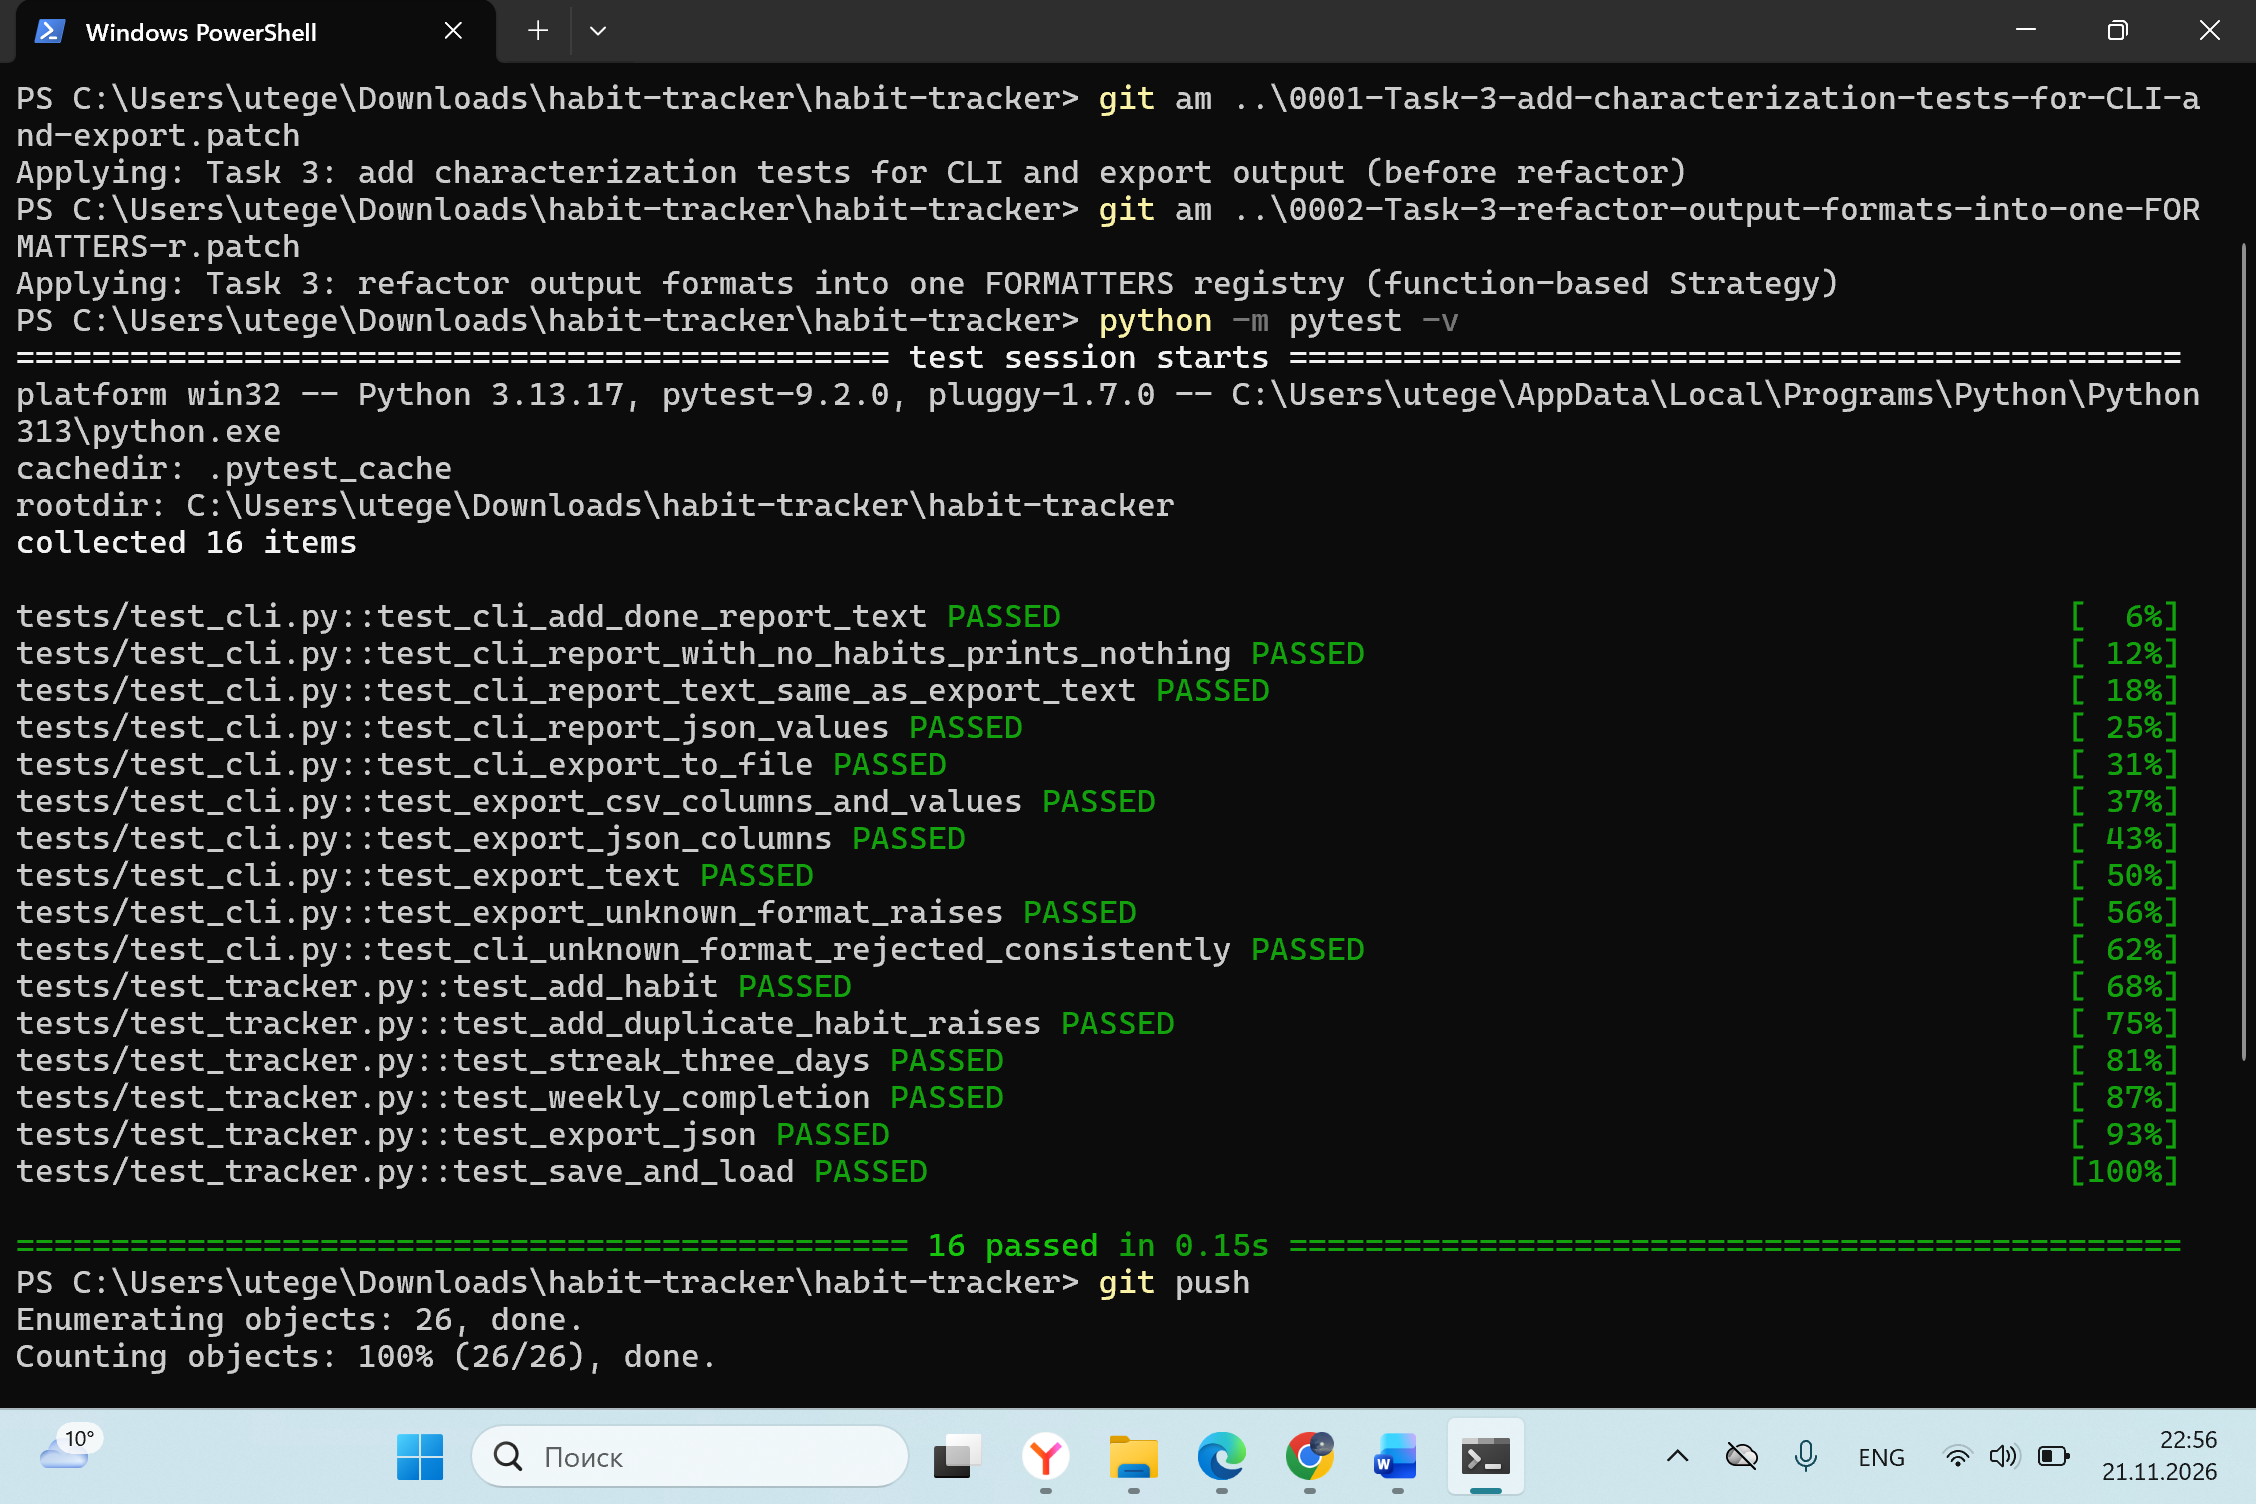 Windows PowerShell
PS C:\Users\utege\Downloads\habit-tracker\habit-tracker> git am ..\0001-Task-3-add-characterization-tests-for-CLI-a
nd-export.patch
Applying: Task 3: add characterization tests for CLI and export output (before refactor)
PS C:\Users\utege\Downloads\habit-tracker\habit-tracker> git am ..\0002-Task-3-refactor-output-formats-into-one-FOR
MATTERS-r.patch
Applying: Task 3: refactor output formats into one FORMATTERS registry (function-based Strategy)
PS C:\Users\utege\Downloads\habit-tracker\habit-tracker> python -m pytest -v
============================================== test session starts ===============================================
platform win32 -- Python 3.13.17, pytest-9.2.0, pluggy-1.7.0 -- C:\Users\utege\AppData\Local\Programs\Python\Python
313\python.exe
cachedir: .pytest_cache
rootdir: C:\Users\utege\Downloads\habit-tracker\habit-tracker
collected 16 items
tests/test_cli.py::test_cli_add_done_report_text PASSED [  6%]
tests/test_cli.py::test_cli_report_with_no_habits_prints_nothing PASSED [ 12%]
tests/test_cli.py::test_cli_report_text_same_as_export_text PASSED [ 18%]
tests/test_cli.py::test_cli_report_json_values PASSED [ 25%]
tests/test_cli.py::test_cli_export_to_file PASSED [ 31%]
tests/test_cli.py::test_export_csv_columns_and_values PASSED [ 37%]
tests/test_cli.py::test_export_json_columns PASSED [ 43%]
tests/test_cli.py::test_export_text PASSED [ 50%]
tests/test_cli.py::test_export_unknown_format_raises PASSED [ 56%]
tests/test_cli.py::test_cli_unknown_format_rejected_consistently PASSED [ 62%]
tests/test_tracker.py::test_add_habit PASSED [ 68%]
tests/test_tracker.py::test_add_duplicate_habit_raises PASSED [ 75%]
tests/test_tracker.py::test_streak_three_days PASSED [ 81%]
tests/test_tracker.py::test_weekly_completion PASSED [ 87%]
tests/test_tracker.py::test_export_json PASSED [ 93%]
tests/test_tracker.py::test_save_and_load PASSED [100%]
=============================================== 16 passed in 0.15s ===============================================
PS C:\Users\utege\Downloads\habit-tracker\habit-tracker> git push
Enumerating objects: 26, done.
Counting objects: 100% (26/26), done.
10°
Поиск
ENG
22:56
21.11.2026